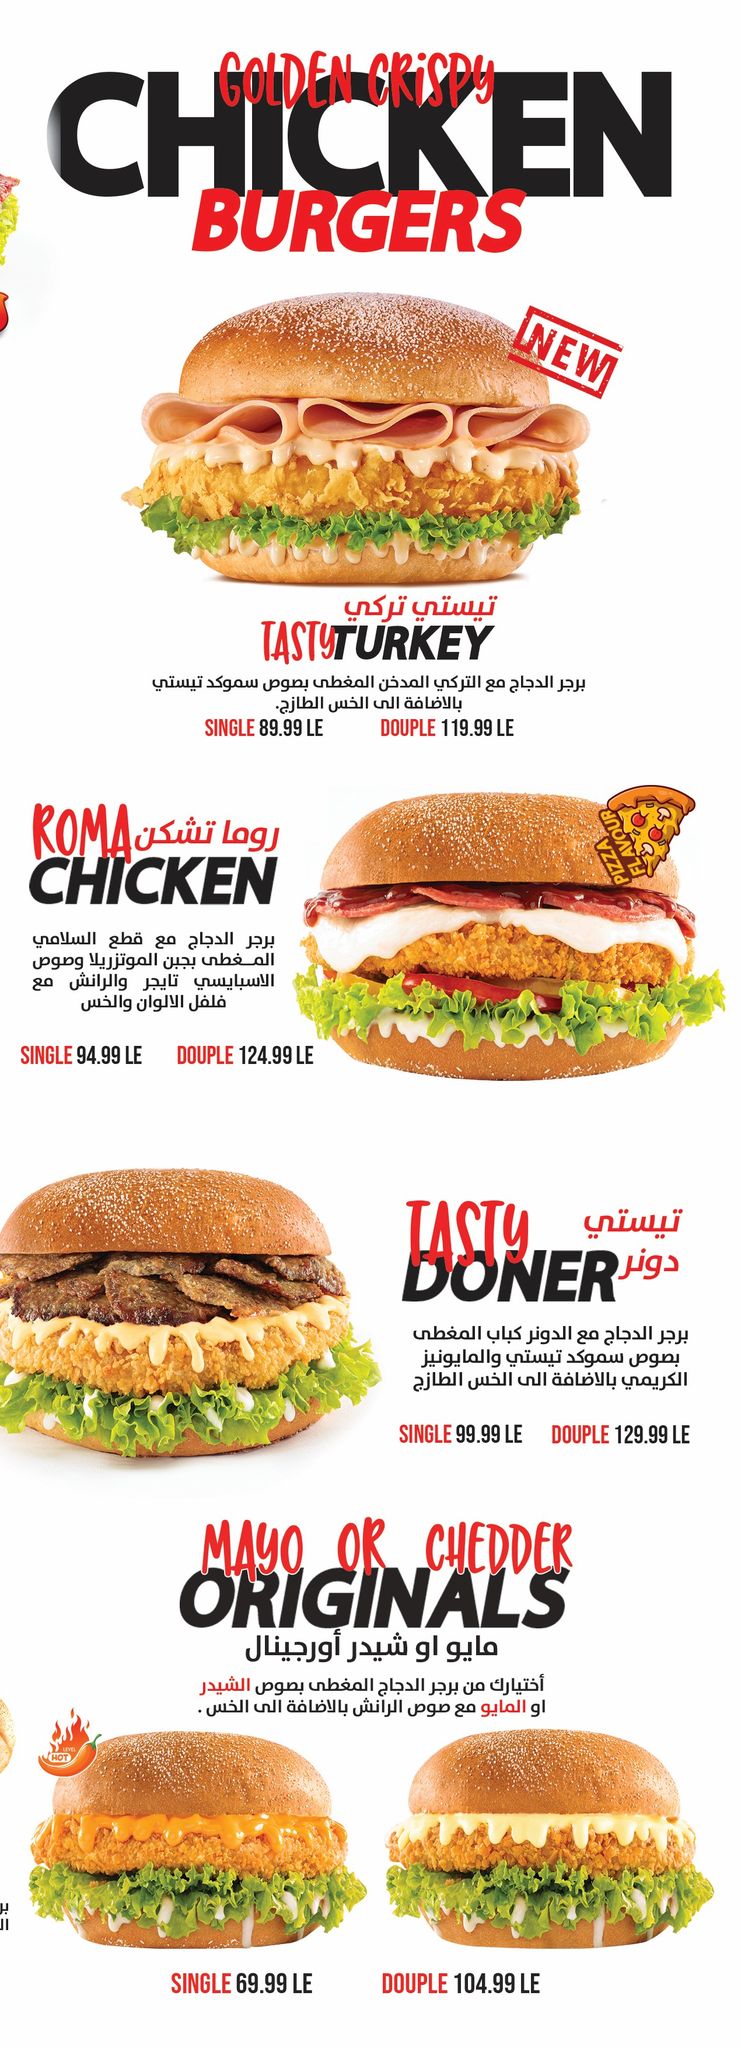 GOLDEN CRISPY
CHICKEN
BURGERS
NEW
تيستي تركي
TASTY TURKEY
برجر الدجاج مع التركي المدخن المغطى بصوص سموكد تيستي
بالاضافة الى الخس الطازج.
SINGLE 89.99 LE DOUPLE 119.99 LE
ROMA روما تشكن
CHICKEN
PIZZA
FLAVOUR
برجر الدجاج مع قطع السلامي
المـغطى بجبن الموتزريلا وصوص
الاسبايسي تايجر والرانش مع
فلفل الالوان والخس
SINGLE 94.99 LE DOUPLE 124.99 LE
TASTY تيستي
DONER دونر
برجر الدجاج مع الدونر كباب المغطى
بصوص سموكد تيستي والمايونيز
الكريمي بالاضافة الى الخس الطازج
SINGLE 99.99 LE DOUPLE 129.99 LE
MAYO OR CHEDDER
ORIGINALS
مايو او شيدر أورجينال
أختيارك من برجر الدجاج المغطى بصوص الشيدر
او المايو مع صوص الرانش بالاضافة الى الخس .
LEVEL
HOT
SINGLE 69.99 LE DOUPLE 104.99 LE